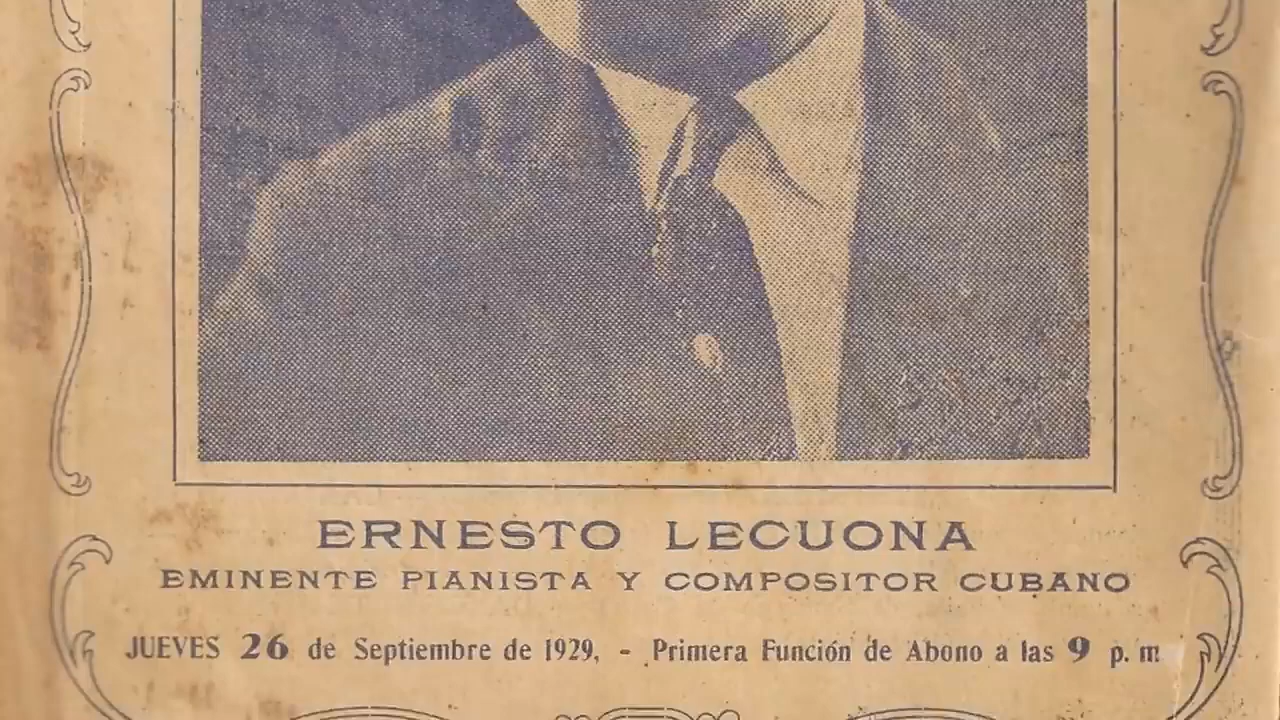 ERNESTO LECUONA
EMINENTE PIANISTA Y COMPOSITOR CUBANO
JUEVES 26 de Septiembre de 1929, - Primera Función de Abono a las 9 p. m